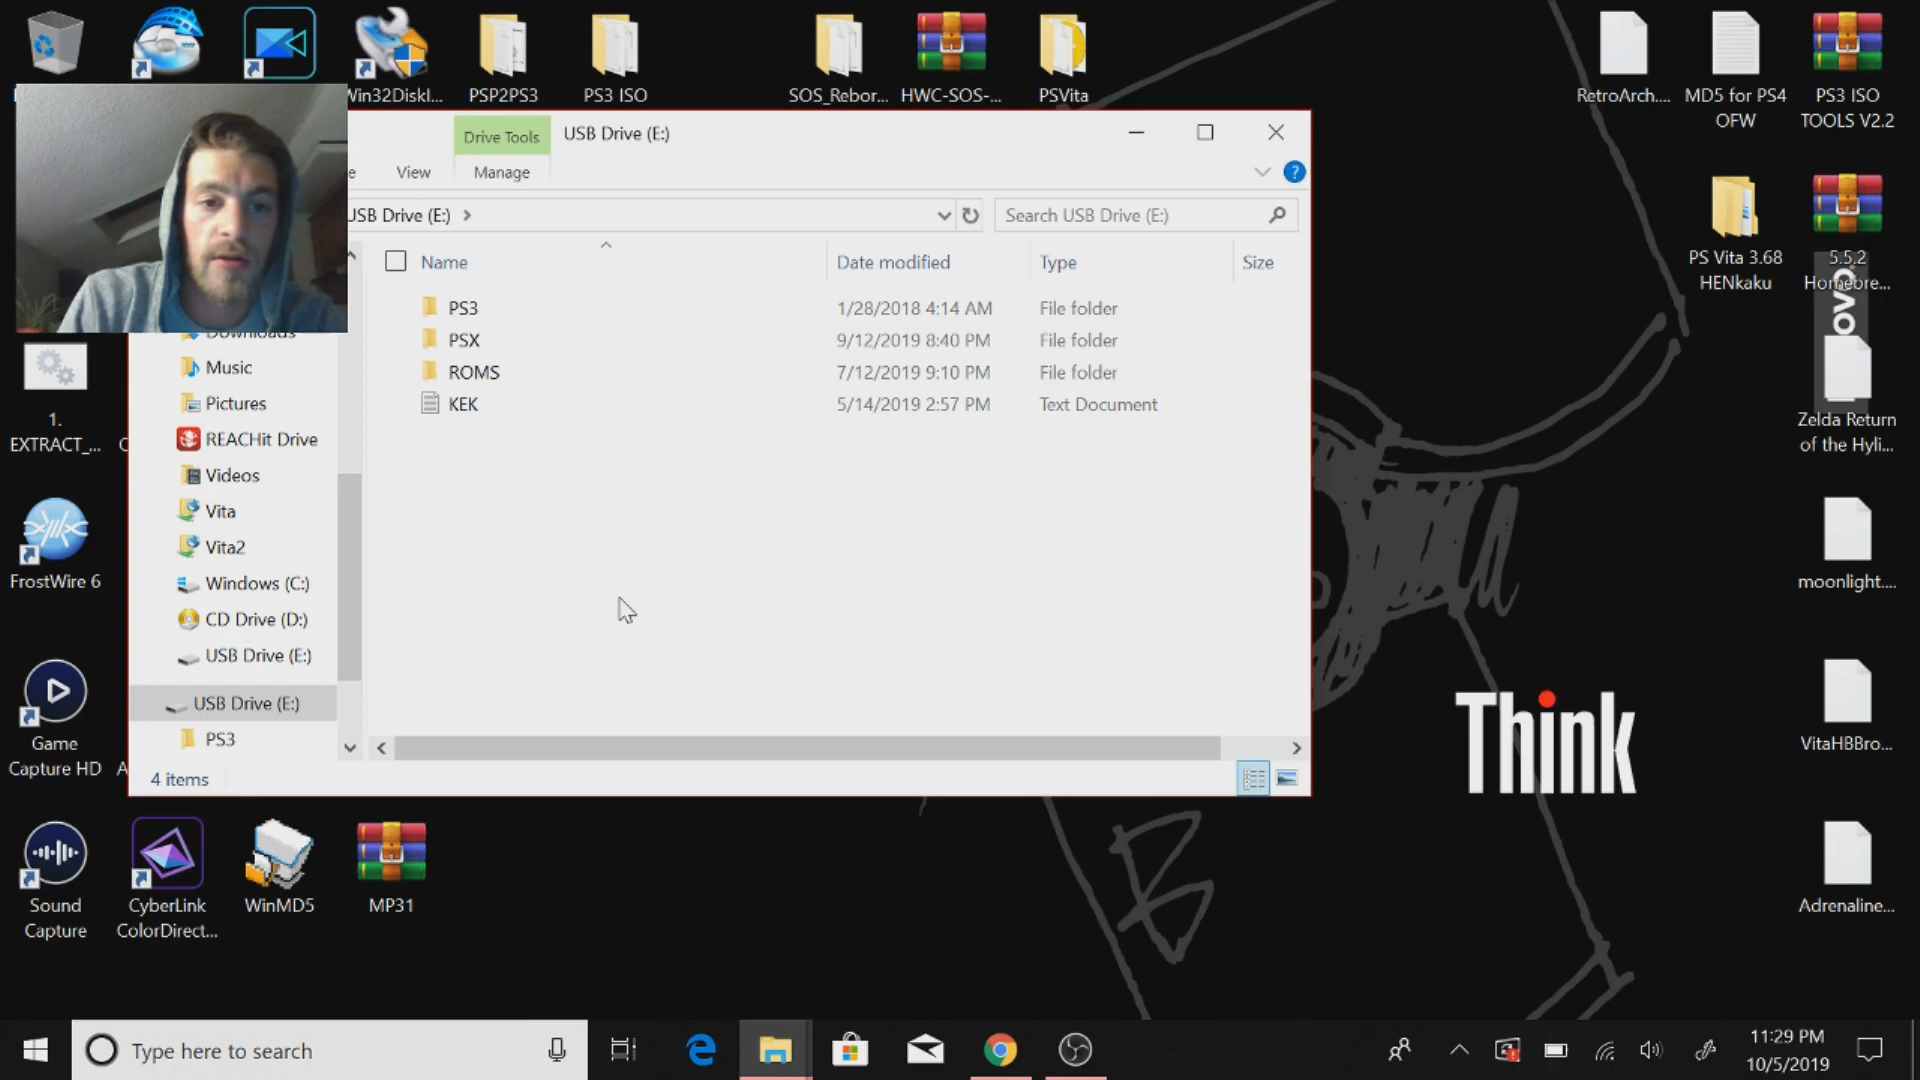 Win32DiskI...
PSP2PS3
PS3 ISO
SOS_Rebor...
HWC-SOS-...
PSVita
RetroArch....
MD5 for PS4
OFW
PS3 ISO
TOOLS V2.2
Drive Tools
USB Drive (E:)
View
Manage
USB Drive (E:)
Search USB Drive (E:)
Name
Date modified
Type
Size
PS3
1/28/2018 4:14 AM
File folder
PSX
9/12/2019 8:40 PM
File folder
ROMS
7/12/2019 9:10 PM
File folder
KEK
5/14/2019 2:57 PM
Text Document
Downloads
Music
Pictures
REACHit Drive
Videos
Vita
Vita2
Windows (C:)
CD Drive (D:)
USB Drive (E:)
USB Drive (E:)
PS3
4 items
PS Vita 3.68
HENkaku
5.5.2
Homebre...
Zelda Return
of the Hyli...
moonlight....
VitaHBBro...
Adrenaline...
1.
EXTRACT_...
FrostWire 6
Game
Capture HD
Sound
Capture
CyberLink
ColorDirect...
WinMD5
MP31
Think
B
Type here to search
11:29 PM
10/5/2019